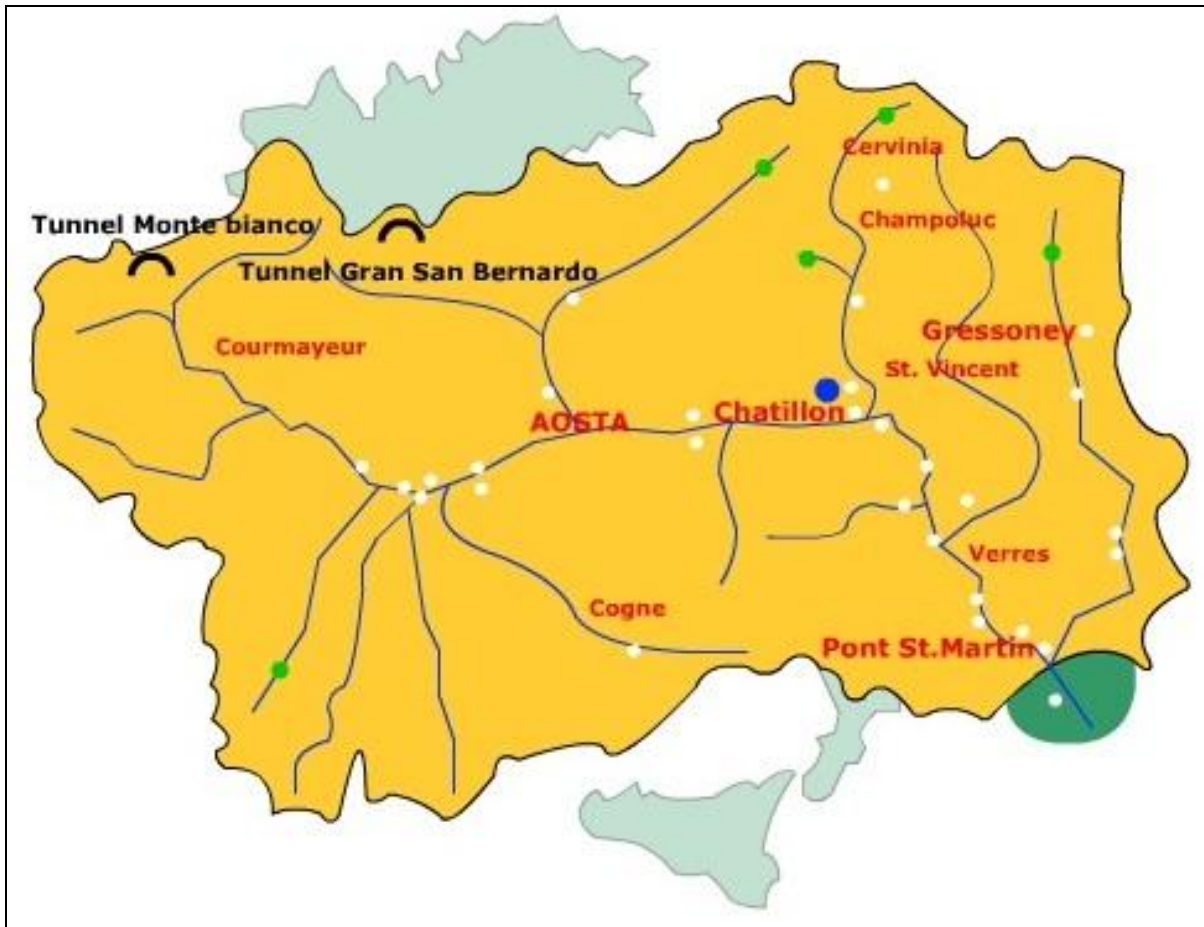 Cervinia
Champoluc
Tunnel Monte bianco
Tunnel Gran San Bernardo
Gressoney
Courmayeur
St. Vincent
Chatillon
AOSTA
Verres
Cogne
Pont St.Martin